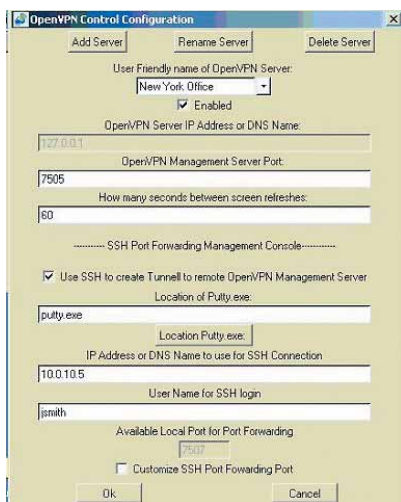 OpenVPN Control Configuration
Add Server Rename Server Delete Server
User Friendly name of OpenVPN Server:
New York Office
Enabled
OpenVPN Server IP Address or DNS Name:
127.0.0.1
OpenVPN Management Server Port:
7505
How many seconds between screen refreshes:
60
---------- SSH Port Forwarding Management Console-----------
Use SSH to create Tunnell to remote OpenVPN Management Server
Location of Putty.exe:
putty.exe
Location Putty.exe:
IP Address or DNS Name to use for SSH Connection
10.0.10.5
User Name for SSH login
jsmith
Available Local Port for Port Forwarding
7507
Customize SSH Port Fowarding Port
Ok Cancel